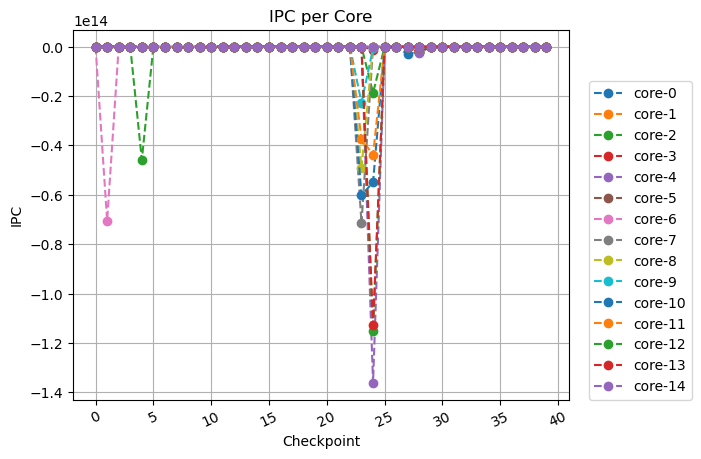 IPC per Core
1e14
0.0
−0.2
−0.4
−0.6
−0.8
−1.0
−1.2
−1.4
IPC
0 5 10 15 20 25 30 35 40
Checkpoint
core-0
core-1
core-2
core-3
core-4
core-5
core-6
core-7
core-8
core-9
core-10
core-11
core-12
core-13
core-14